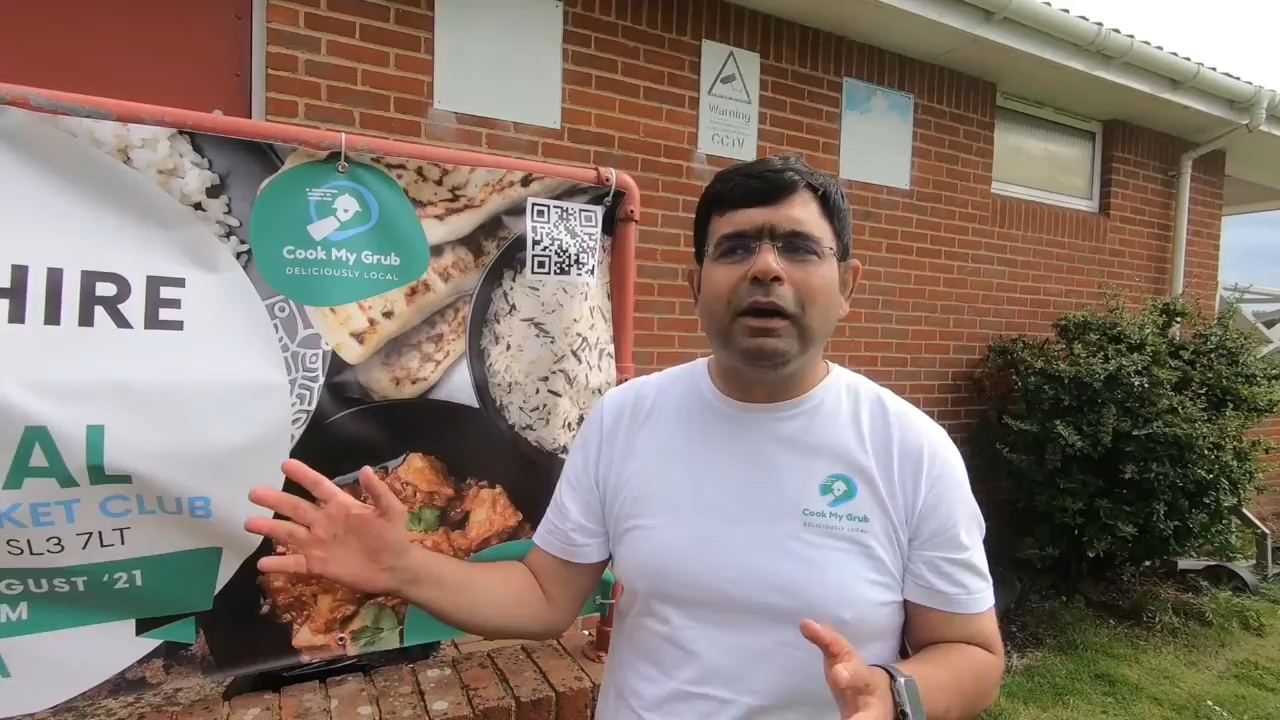 HIRE
AL
KET CLUB
SL3 7LT
GUST '21
M
A
Cook My Grub
DELICIOUSLY LOCAL
Warning
CCTV
Cook My Grub
DELICIOUSLY LOCAL